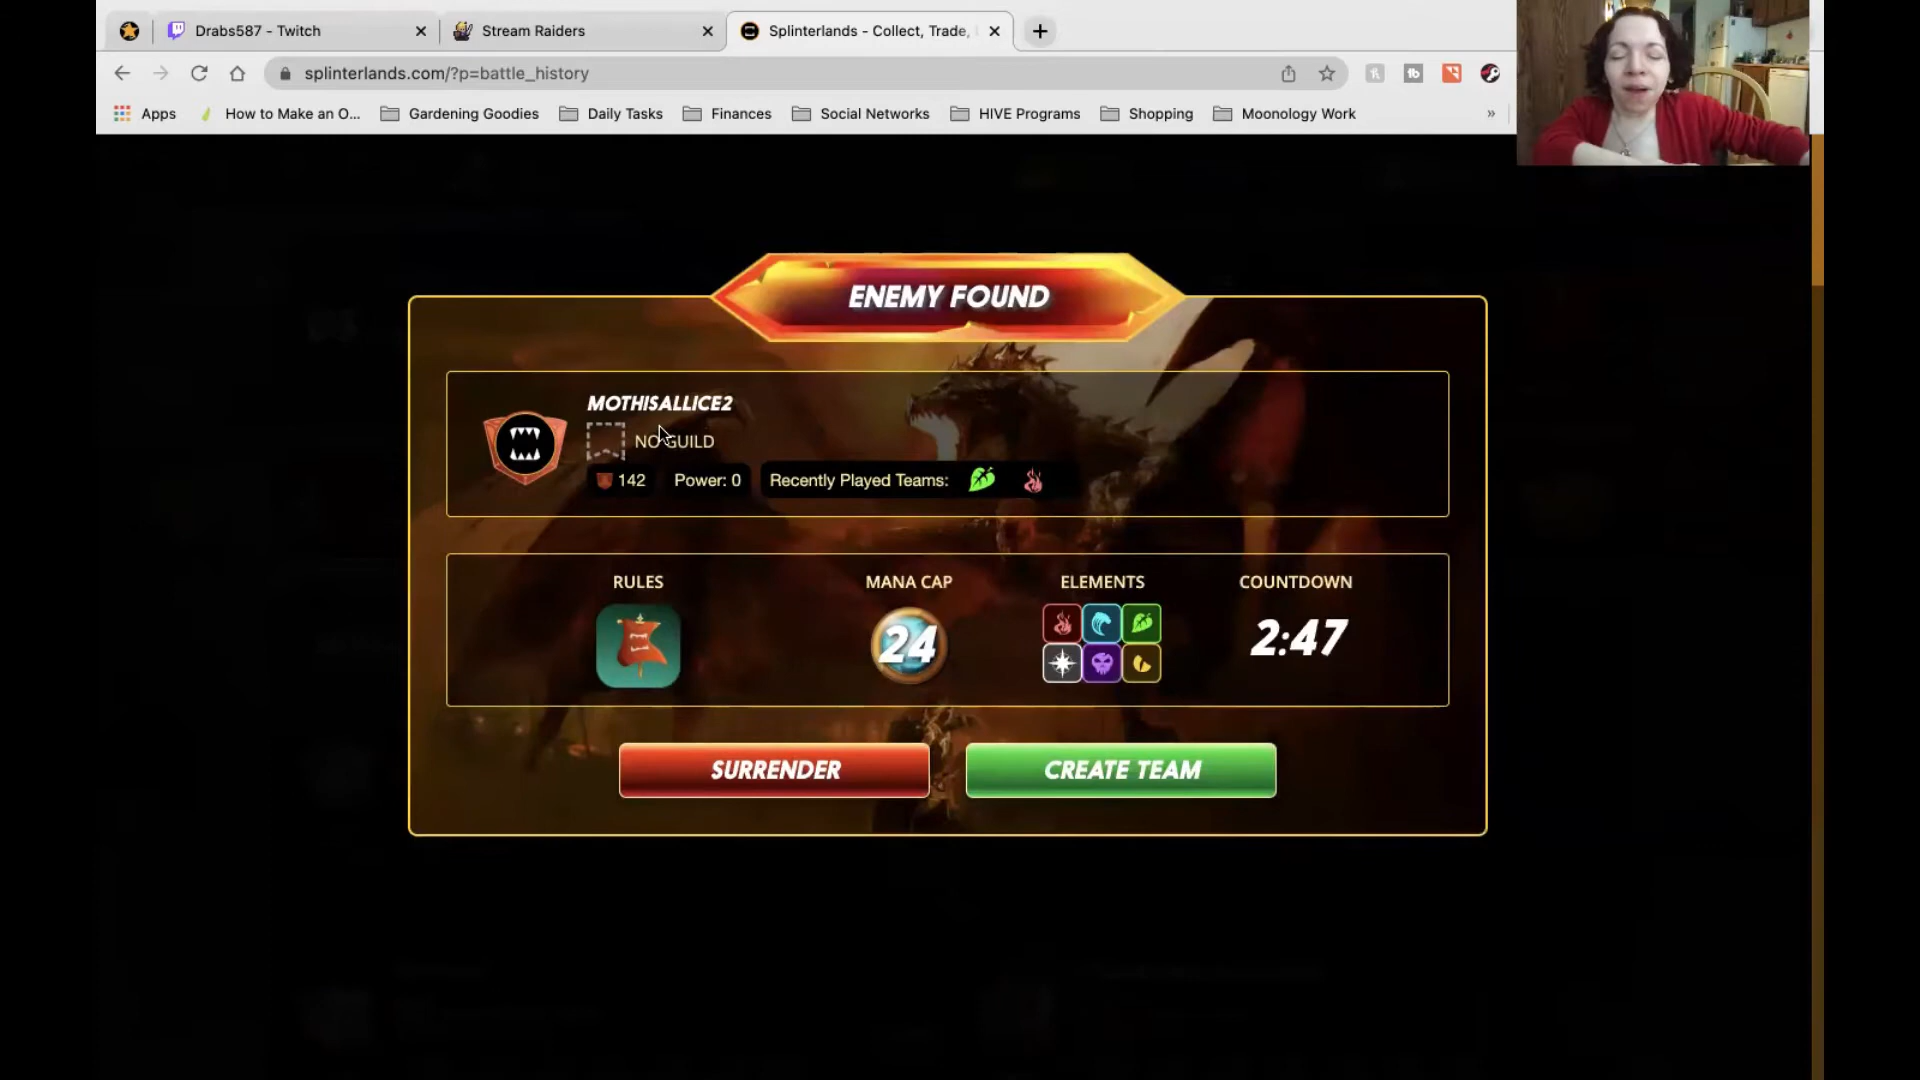 Drabs587 - Twitch
Stream Raiders
Splinterlands - Collect, Trade,
splinterlands.com/?p=battle_history
Apps
How to Make an O...
Gardening Goodies
Daily Tasks
Finances
Social Networks
HIVE Programs
Shopping
Moonology Work
»
ENEMY FOUND
MOTHISALLICE2
NO GUILD
142
Power: 0
Recently Played Teams:
RULES
MANA CAP
ELEMENTS
COUNTDOWN
24
2:47
SURRENDER
CREATE TEAM